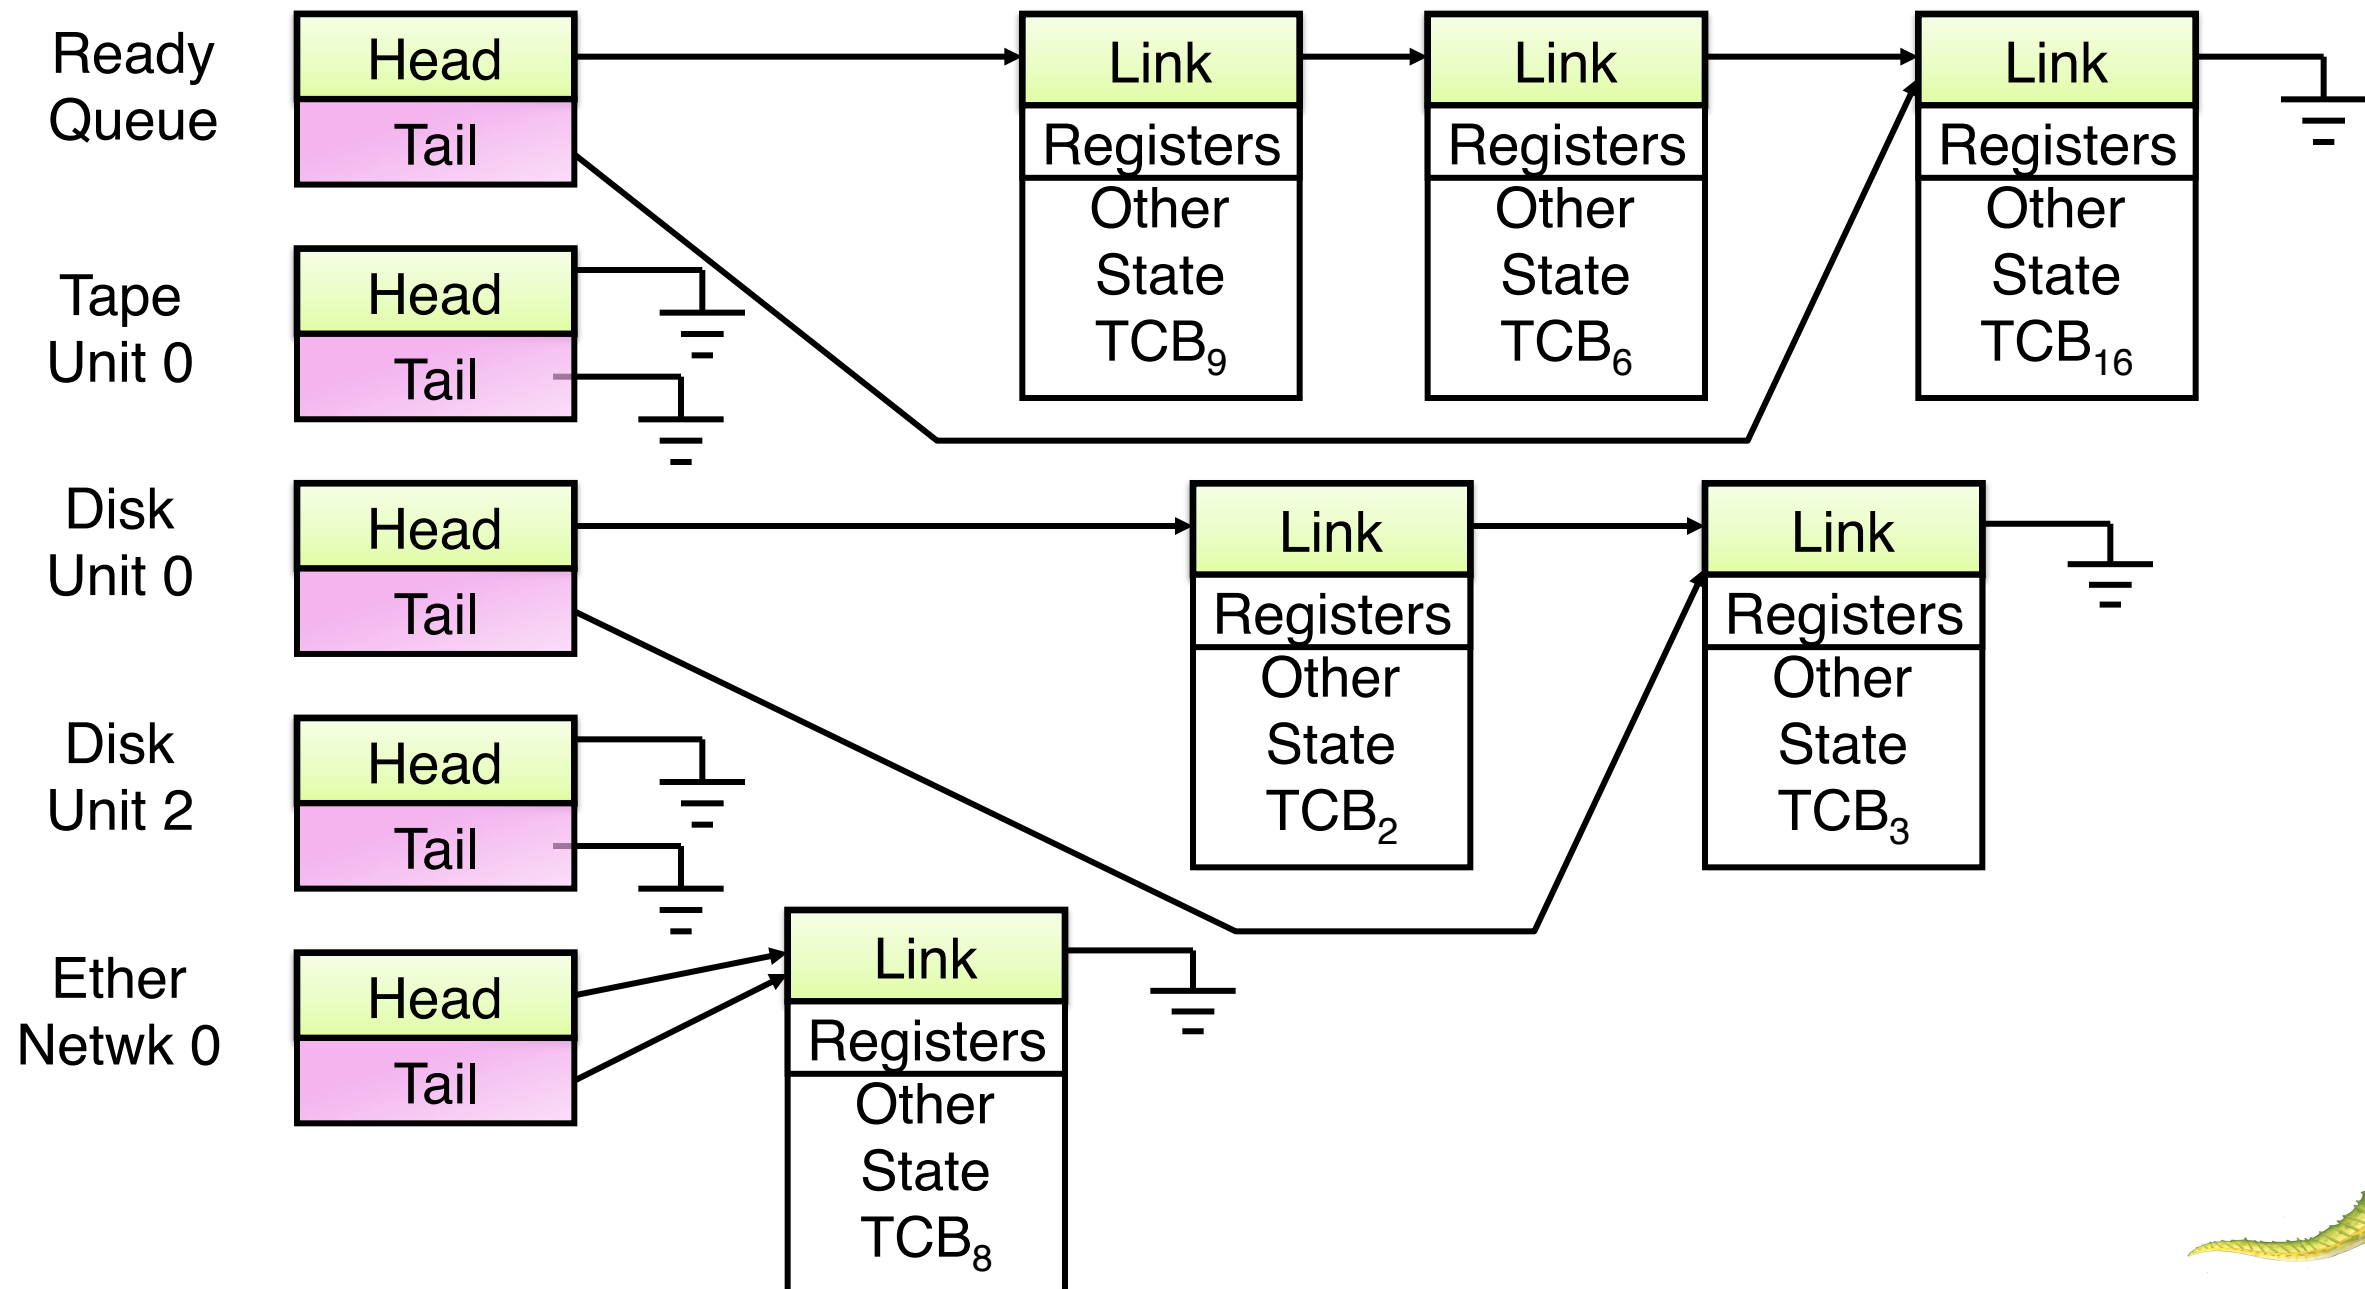 Ready
Queue
Head
Tail
Link
Registers
Other
State
TCB₉
Link
Registers
Other
State
TCB₆
Link
Registers
Other
State
TCB₁₆
Tape
Unit 0
Head
Tail
Disk
Unit 0
Head
Tail
Link
Registers
Other
State
TCB₂
Link
Registers
Other
State
TCB₃
Disk
Unit 2
Head
Tail
Ether
Netwk 0
Head
Tail
Link
Registers
Other
State
TCB₈